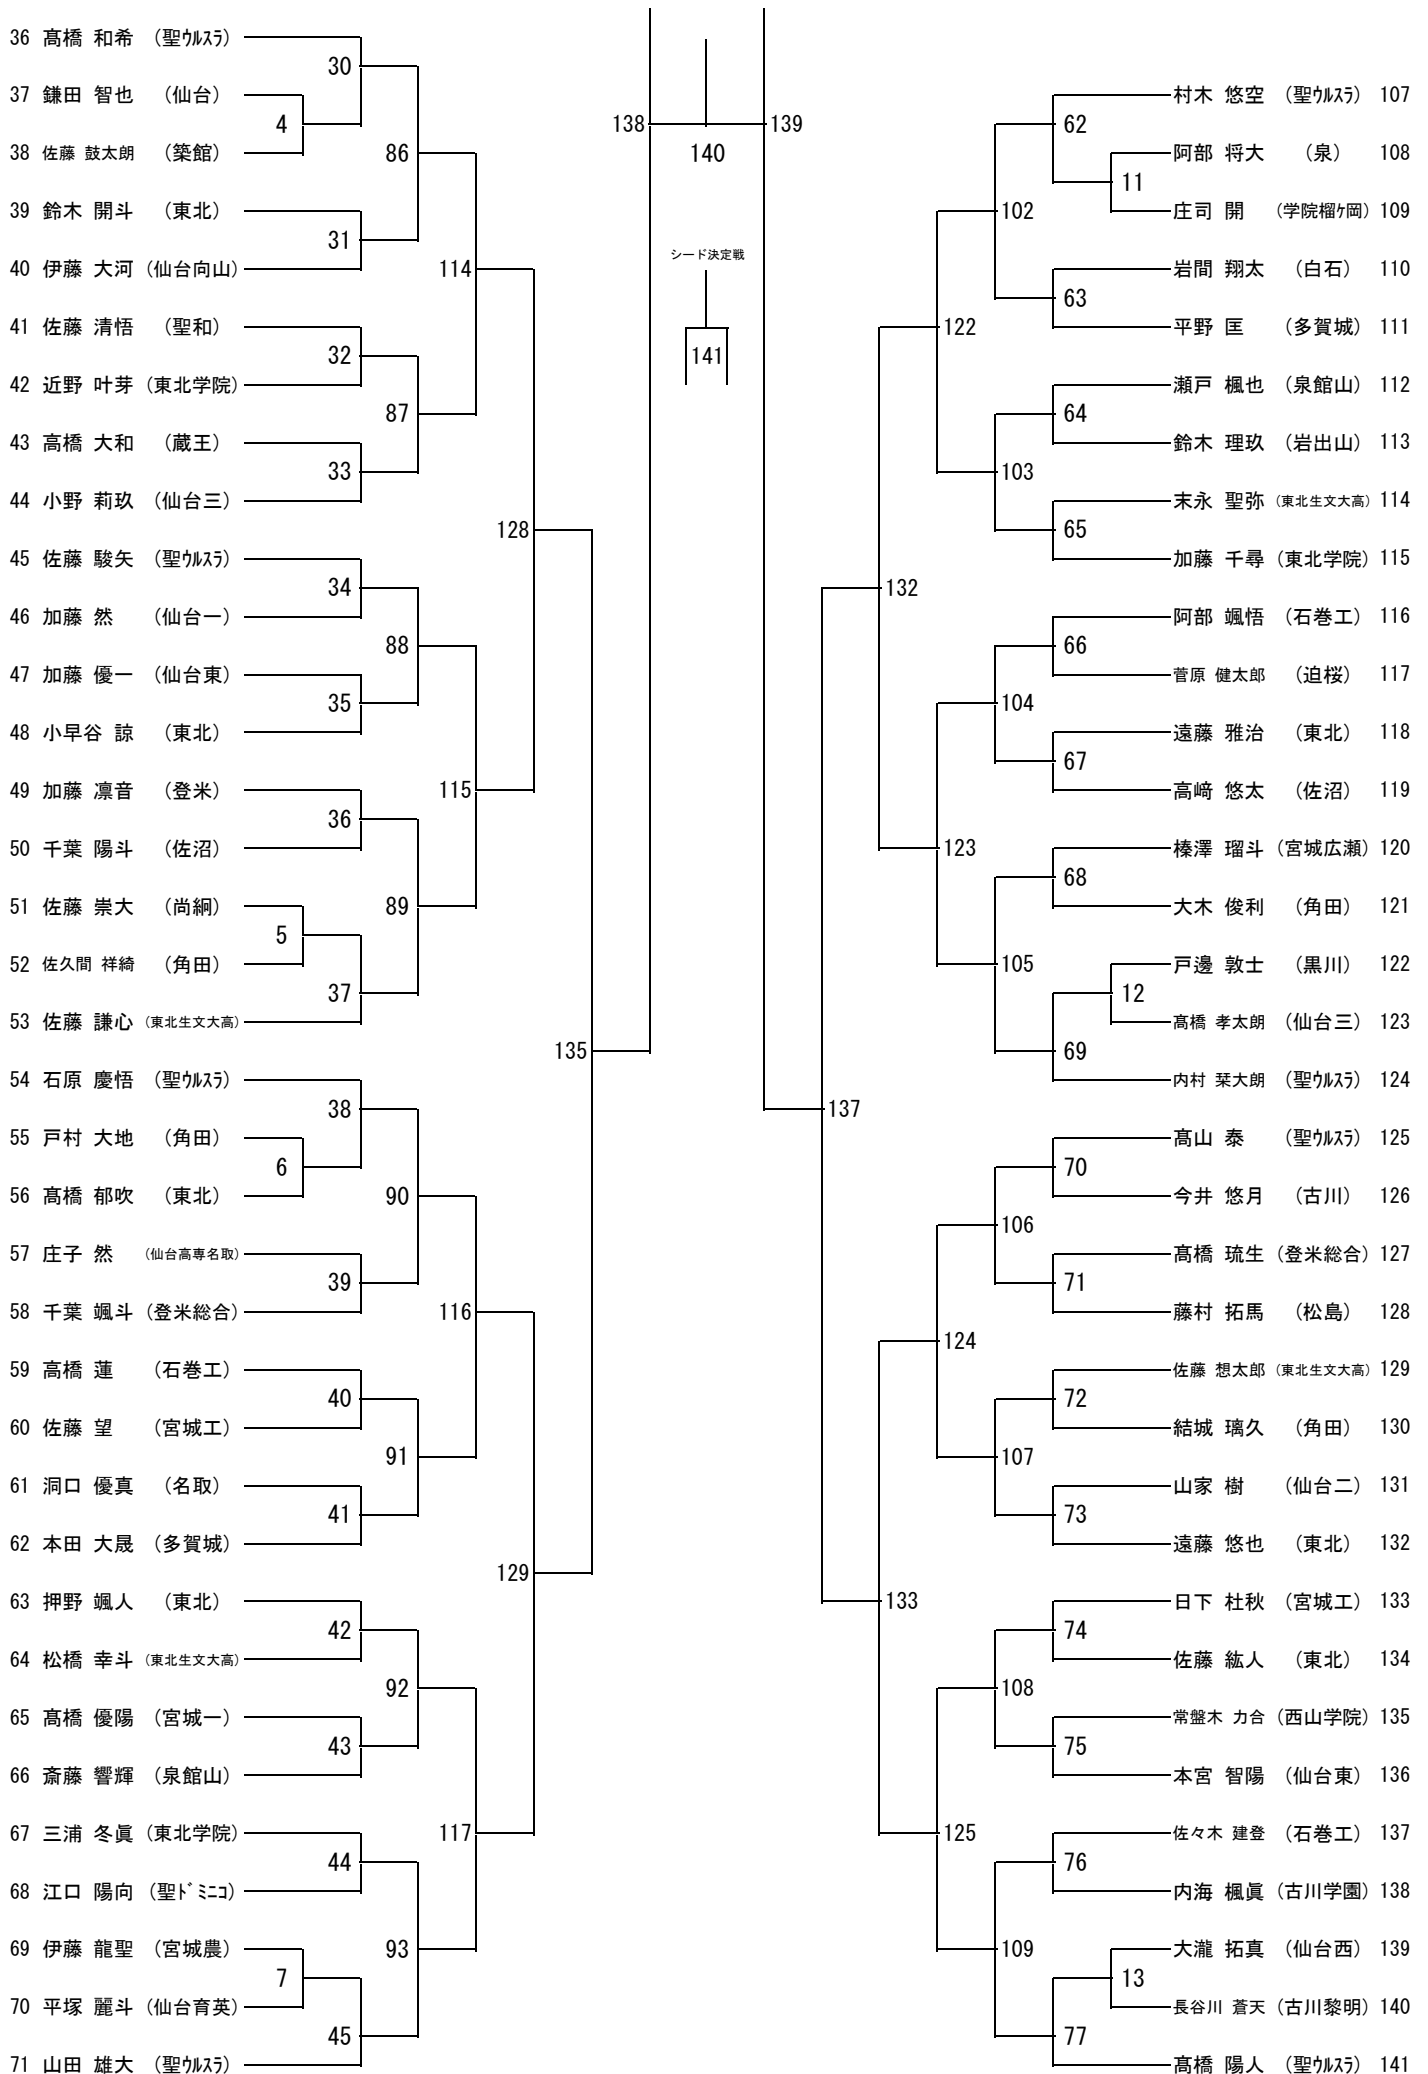 36 髙橋 和希 (聖ｳﾙｽﾗ)
37 鎌田 智也 (仙台)
38 佐藤 鼓太朗 (築館)
39 鈴木 開斗 (東北)
40 伊藤 大河 (仙台向山)
41 佐藤 清悟 (聖和)
42 近野 叶芽 (東北学院)
43 高橋 大和 (蔵王)
44 小野 莉玖 (仙台三)
45 佐藤 駿矢 (聖ｳﾙｽﾗ)
46 加藤 然 (仙台一)
47 加藤 優一 (仙台東)
48 小早谷 諒 (東北)
49 加藤 凛音 (登米)
50 千葉 陽斗 (佐沼)
51 佐藤 崇大 (尚絅)
52 佐久間 祥綺 (角田)
53 佐藤 謙心 (東北生文大高)
54 石原 慶悟 (聖ｳﾙｽﾗ)
55 戸村 大地 (角田)
56 髙橋 郁吹 (東北)
57 庄子 然 (仙台高専名取)
58 千葉 颯斗 (登米総合)
59 高橋 蓮 (石巻工)
60 佐藤 望 (宮城工)
61 洞口 優真 (名取)
62 本田 大晟 (多賀城)
63 押野 颯人 (東北)
64 松橋 幸斗 (東北生文大高)
65 髙橋 優陽 (宮城一)
66 斎藤 響輝 (泉館山)
67 三浦 冬眞 (東北学院)
68 江口 陽向 (聖ﾄﾞﾐﾆｺ)
69 伊藤 龍聖 (宮城農)
70 平塚 麗斗 (仙台育英)
71 山田 雄大 (聖ｳﾙｽﾗ)
4
5
6
7
30
31
32
33
34
35
36
37
38
39
40
41
42
43
44
45
86
87
88
89
90
91
92
93
114
115
116
117
128
129
135
138
139
140
シード決定戦
141
137
132
133
122
123
124
125
102
103
104
105
106
107
108
109
62
63
64
65
66
67
68
69
70
71
72
73
74
75
76
77
11
12
13
村木 悠空 (聖ｳﾙｽﾗ) 107
阿部 将大 (泉) 108
庄司 開 (学院榴ケ岡) 109
岩間 翔太 (白石) 110
平野 匡 (多賀城) 111
瀬戸 楓也 (泉館山) 112
鈴木 理玖 (岩出山) 113
末永 聖弥 (東北生文大高) 114
加藤 千尋 (東北学院) 115
阿部 颯悟 (石巻工) 116
菅原 健太郎 (迫桜) 117
遠藤 雅治 (東北) 118
高﨑 悠太 (佐沼) 119
榛澤 瑠斗 (宮城広瀬) 120
大木 俊利 (角田) 121
戸邊 敦士 (黒川) 122
髙橋 孝太朗 (仙台三) 123
内村 栞大朗 (聖ｳﾙｽﾗ) 124
髙山 泰 (聖ｳﾙｽﾗ) 125
今井 悠月 (古川) 126
髙橋 琉生 (登米総合) 127
藤村 拓馬 (松島) 128
佐藤 想太郎 (東北生文大高) 129
結城 璃久 (角田) 130
山家 樹 (仙台二) 131
遠藤 悠也 (東北) 132
日下 杜秋 (宮城工) 133
佐藤 紘人 (東北) 134
常盤木 力合 (西山学院) 135
本宮 智陽 (仙台東) 136
佐々木 建登 (石巻工) 137
内海 楓眞 (古川学園) 138
大瀧 拓真 (仙台西) 139
長谷川 蒼天 (古川黎明) 140
髙橋 陽人 (聖ｳﾙｽﾗ) 141